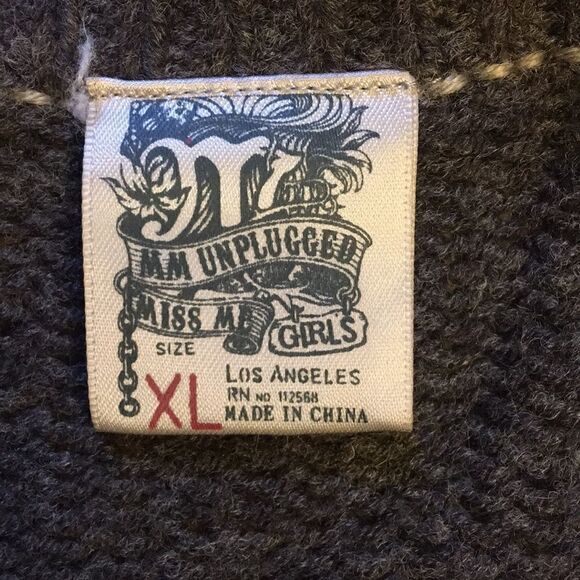 MM UNPLUGGED
MISS ME
GIRLS
SIZE
XL
LOS ANGELES
RN NO 112568
MADE IN CHINA